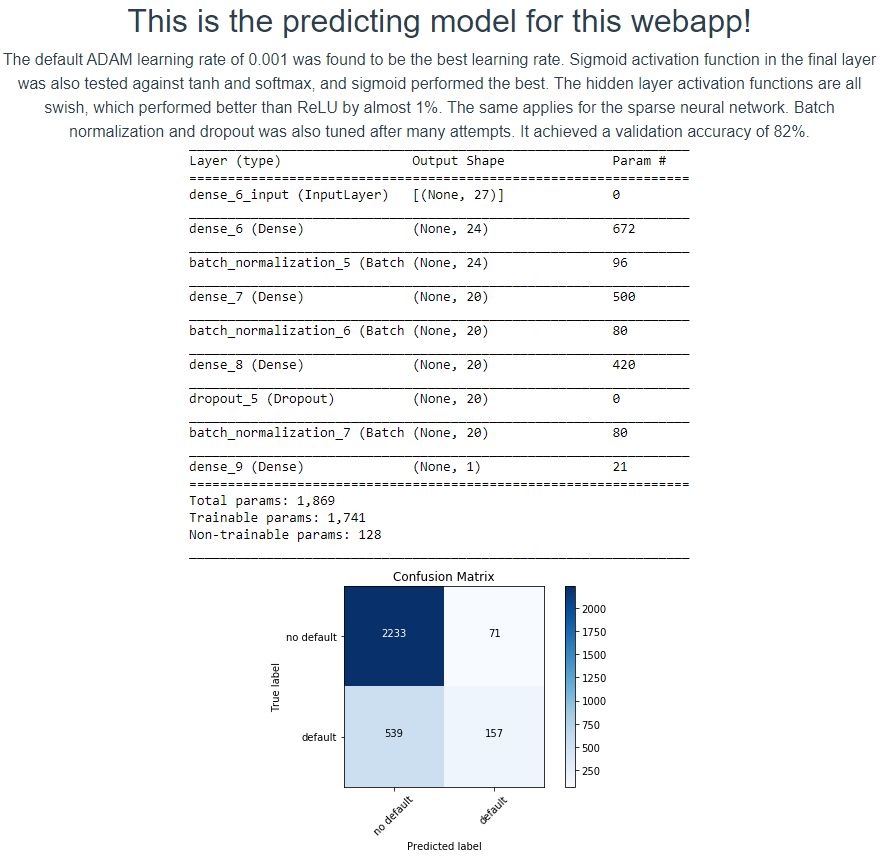 This is the predicting model for this webapp!
The default ADAM learning rate of 0.001 was found to be the best learning rate. Sigmoid activation function in the final layer
was also tested against tanh and softmax, and sigmoid performed the best. The hidden layer activation functions are all
swish, which performed better than ReLU by almost 1%. The same applies for the sparse neural network. Batch
normalization and dropout was also tuned after many attempts. It achieved a validation accuracy of 82%.
Layer (type) Output Shape Param #
dense_6_input (InputLayer) [(None, 27)] 0
dense_6 (Dense) (None, 24) 672
batch_normalization_5 (Batch (None, 24) 96
dense_7 (Dense) (None, 20) 500
batch_normalization_6 (Batch (None, 20) 80
dense_8 (Dense) (None, 20) 420
dropout_5 (Dropout) (None, 20) 0
batch_normalization_7 (Batch (None, 20) 80
dense_9 (Dense) (None, 1) 21
Total params: 1,869
Trainable params: 1,741
Non-trainable params: 128
Confusion Matrix
True label
no default
default
2233 71
539 157
no default
default
Predicted label
2000
1750
1500
1250
1000
750
500
250